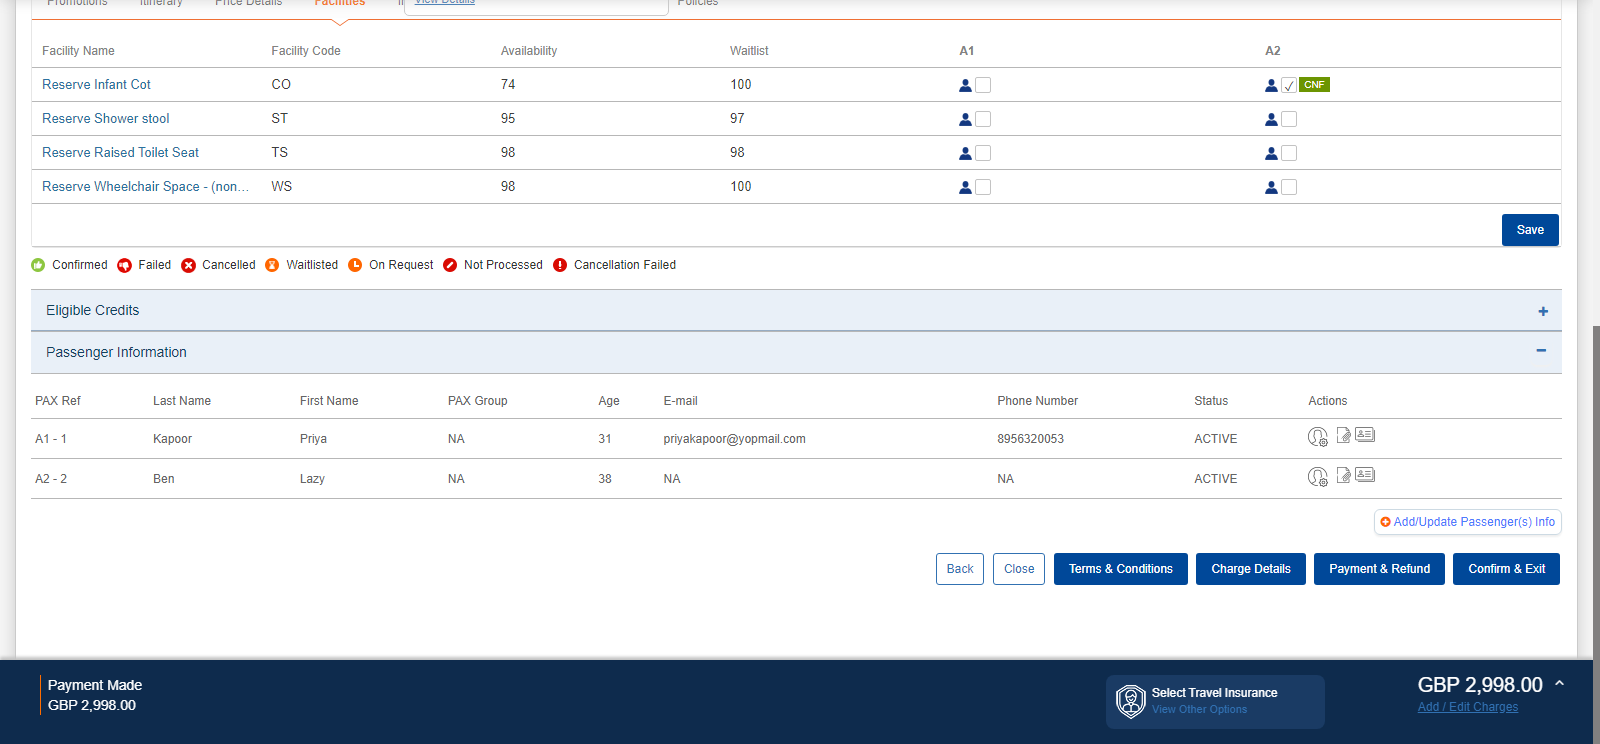 Promotions Itinerary Price Details Facilities View Details Policies
Facility Name Facility Code Availability Waitlist A1 A2
Reserve Infant Cot CO 74 100 CNF
Reserve Shower stool ST 95 97
Reserve Raised Toilet Seat TS 98 98
Reserve Wheelchair Space - (non... WS 98 100
Save
Confirmed Failed Cancelled Waitlisted On Request Not Processed Cancellation Failed
Eligible Credits
Passenger Information
PAX Ref Last Name First Name PAX Group Age E-mail Phone Number Status Actions
A1 - 1 Kapoor Priya NA 31 priyakapoor@yopmail.com 8956320053 ACTIVE
A2 - 2 Ben Lazy NA 38 NA NA ACTIVE
Add/Update Passenger(s) Info
Back Close Terms & Conditions Charge Details Payment & Refund Confirm & Exit
Payment Made
GBP 2,998.00
Select Travel Insurance
View Other Options
GBP 2,998.00
Add / Edit Charges